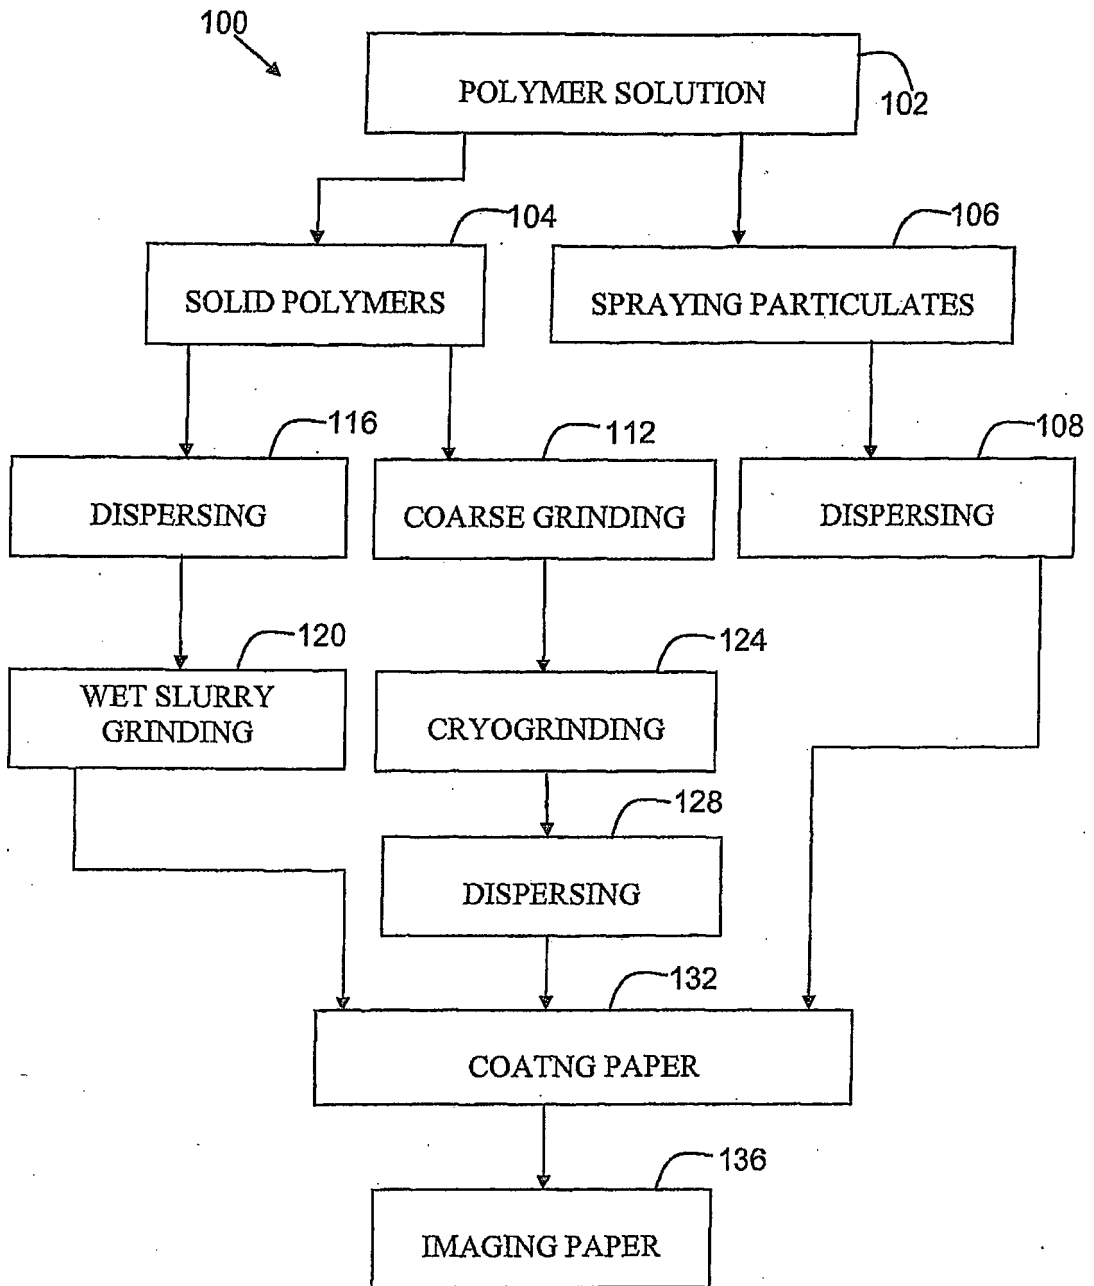 100
POLYMER SOLUTION
102
104
106
SOLID POLYMERS
SPRAYING PARTICULATES
116
112
108
DISPERSING
COARSE GRINDING
DISPERSING
120
124
WET SLURRY
GRINDING
CRYOGRINDING
128
DISPERSING
132
COATNG PAPER
136
IMAGING PAPER